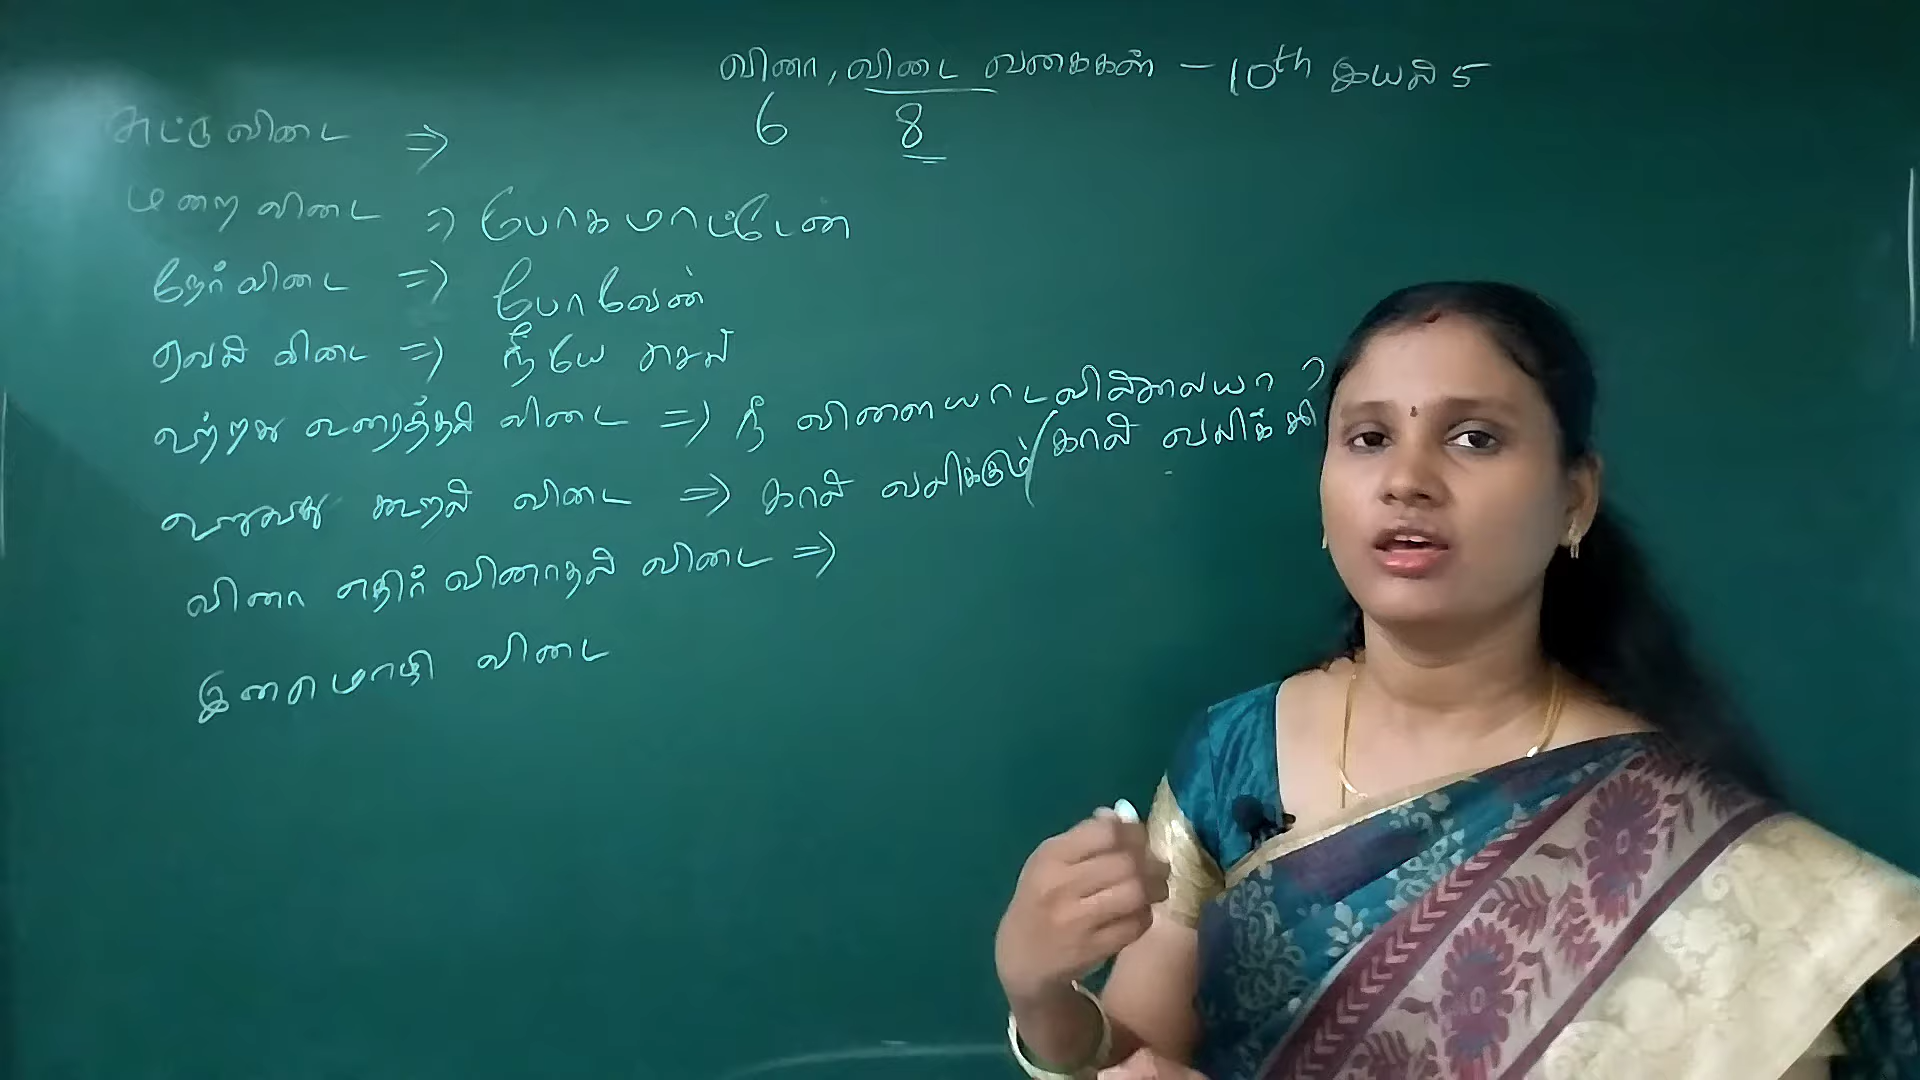 வினா, விடை வகைகள் - 10th இயல் 5
6 8
சுட்டு விடை ⇒
மறை விடை ⇒ போகமாட்டேன்
நேர் விடை ⇒ போவேன்
ஏவல் விடை ⇒ நீயே செல்
உற்றது உரைத்தல் விடை ⇒ நீ விளையாடவில்லையா?
உறுவது கூறல் விடை ⇒ கால் வலிக்கும் / கால்
வினா எதிர் வினாதல் விடை ⇒
இனமொழி விடை